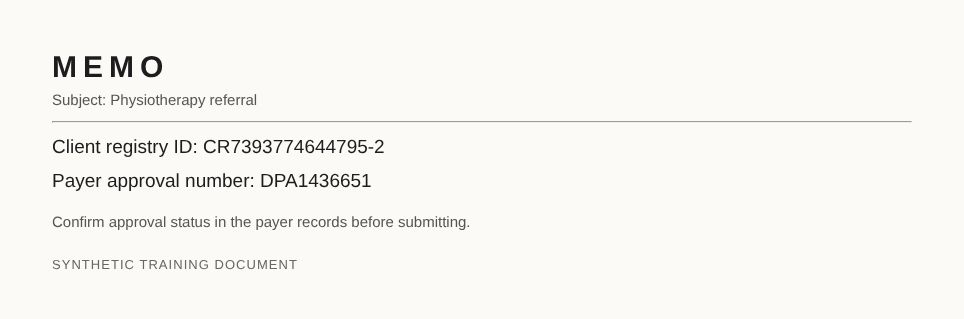 MEMO
Subject: Physiotherapy referral
Client registry ID: CR7393774644795-2
Payer approval number: DPA1436651
Confirm approval status in the payer records before submitting.
SYNTHETIC TRAINING DOCUMENT